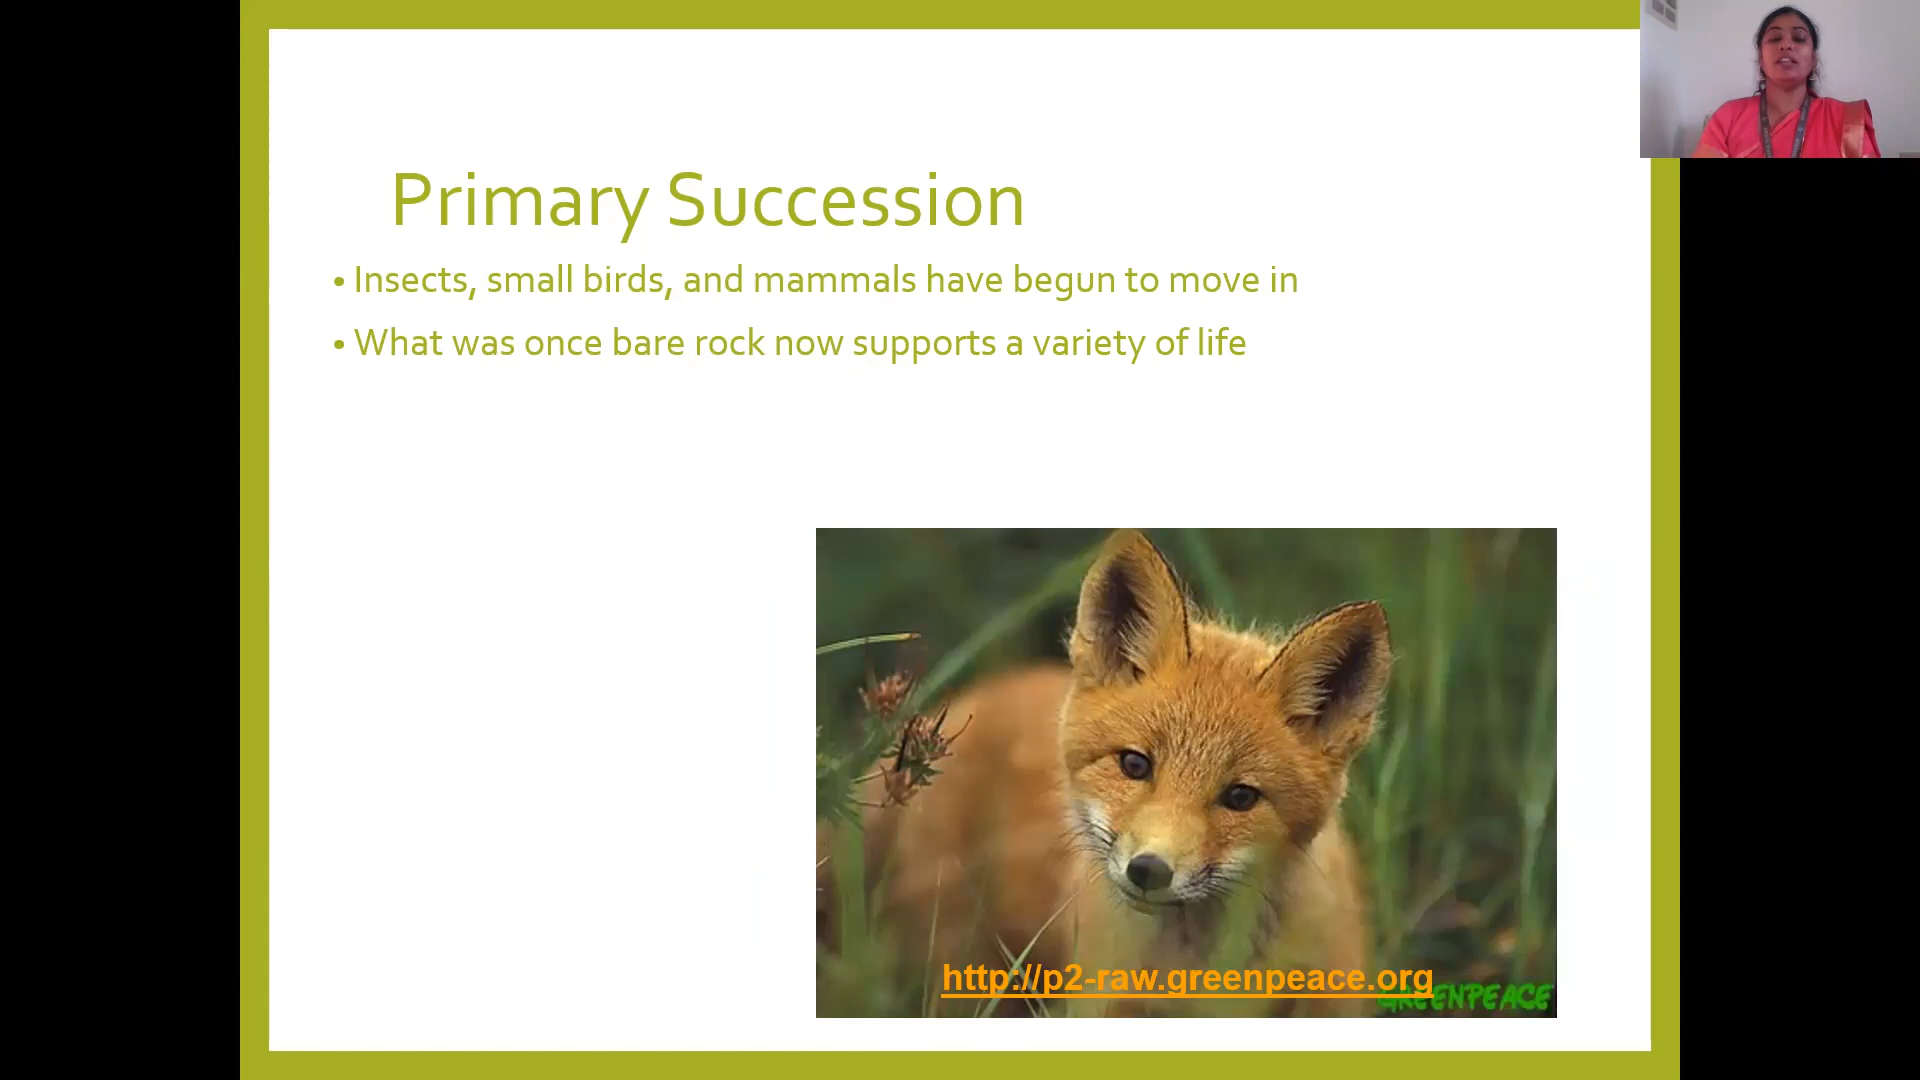 Primary Succession
• Insects, small birds, and mammals have begun to move in
• What was once bare rock now supports a variety of life
http://p2-raw.greenpeace.org
GREENPEACE